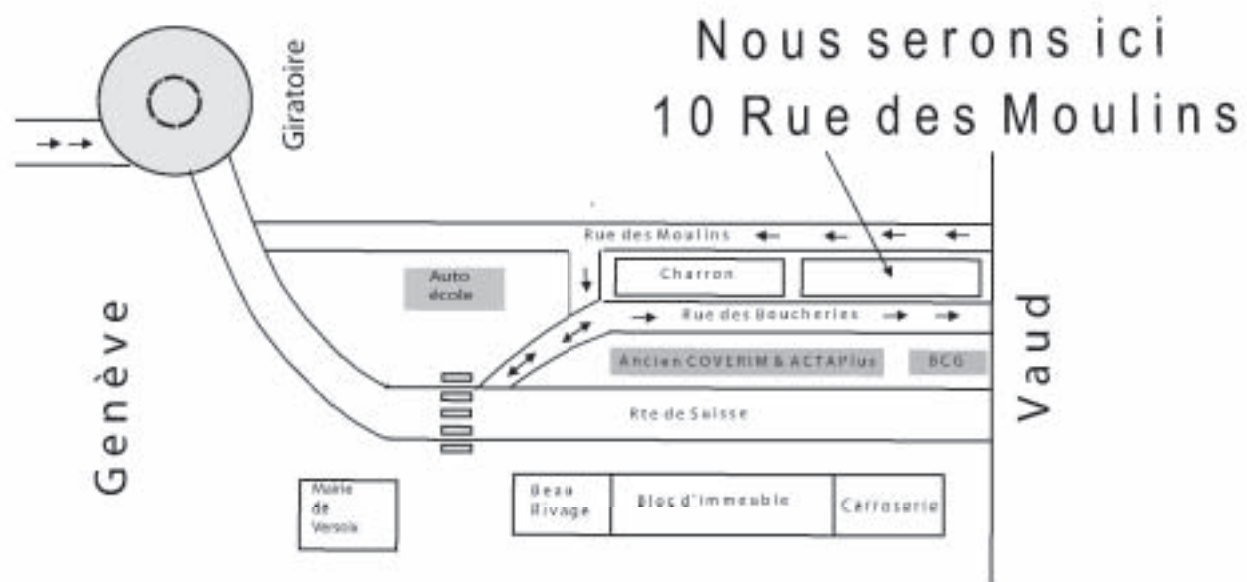 Nous serons ici
10 Rue des Moulins
Giratoire
Rue des Moulins
Auto
école
Charron
Rue des Boucheries
Ancien COVERIM & ACTAPlus
BCG
Rte de Suisse
Genève
Vaud
Mairie
de
Versoix
Beau
Rivage
Bloc d'immeuble
Carroserie